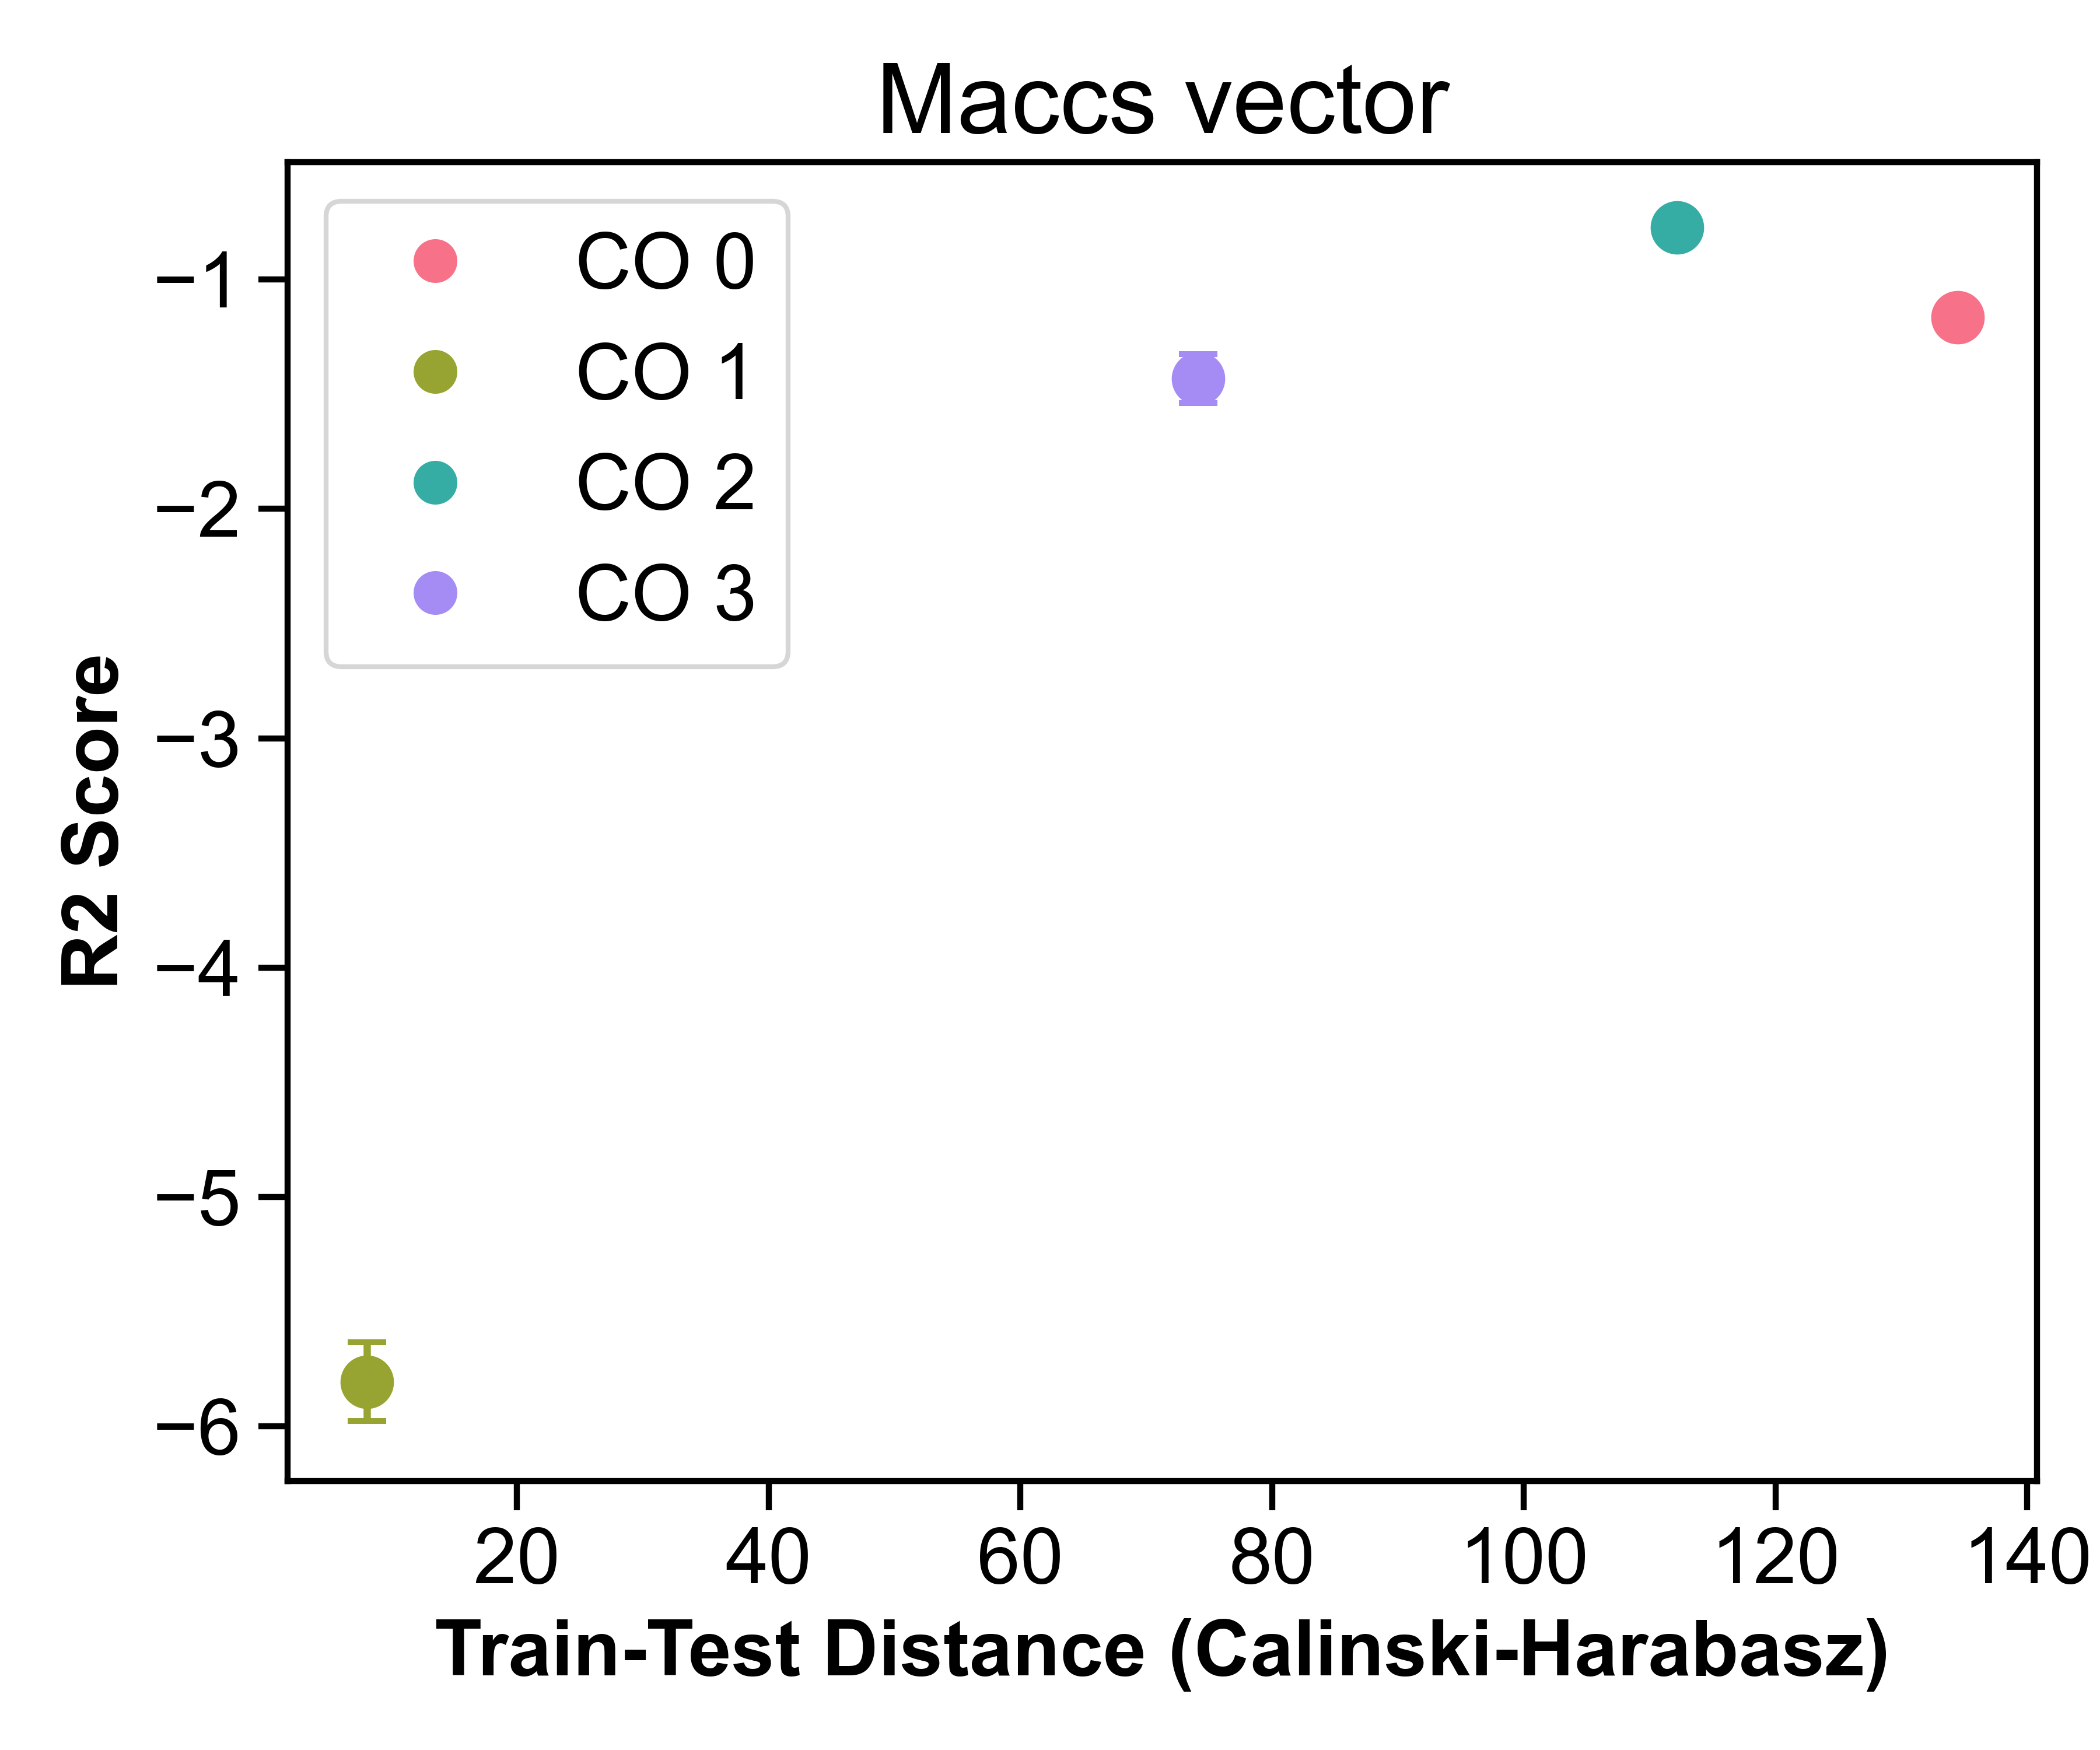 Maccs vector
CO 0
CO 1
CO 2
CO 3
−1
−2
−3
−4
−5
−6
R2 Score
20 40 60 80 100 120 140
Train-Test Distance (Calinski-Harabasz)